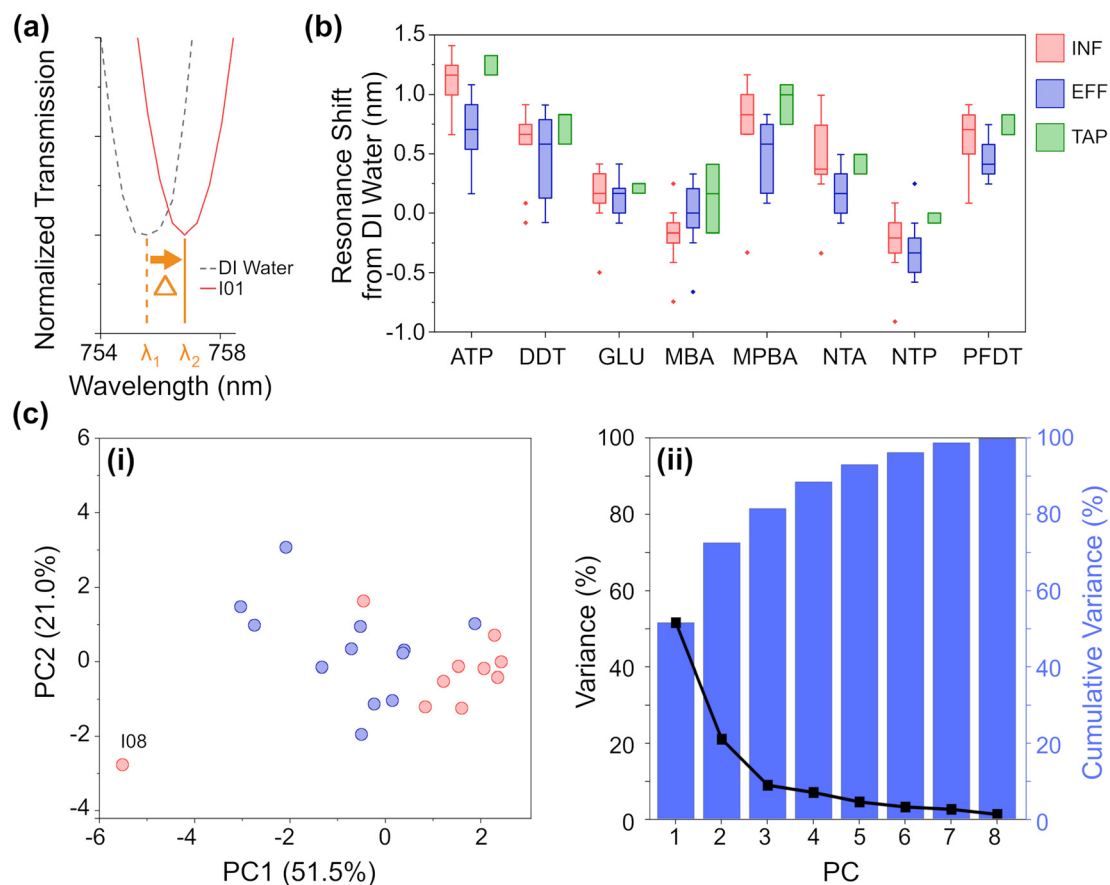 (a)
Normalized Transmission
DI Water
I01
Δ
754
λ1
λ2
758
Wavelength (nm)
(b)
Resonance Shift
from DI Water (nm)
1.5
1.0
0.5
0.0
-0.5
-1.0
ATP DDT GLU MBA MPBA NTA NTP PFDT
INF
EFF
TAP
(c)
(i)
PC2 (21.0%)
6
4
2
0
-2
-4
I08
-6 -4 -2 0 2
PC1 (51.5%)
(ii)
Variance (%)
100
80
60
40
20
0
1 2 3 4 5 6 7 8
PC
100
80
60
40
20
0
Cumulative Variance (%)